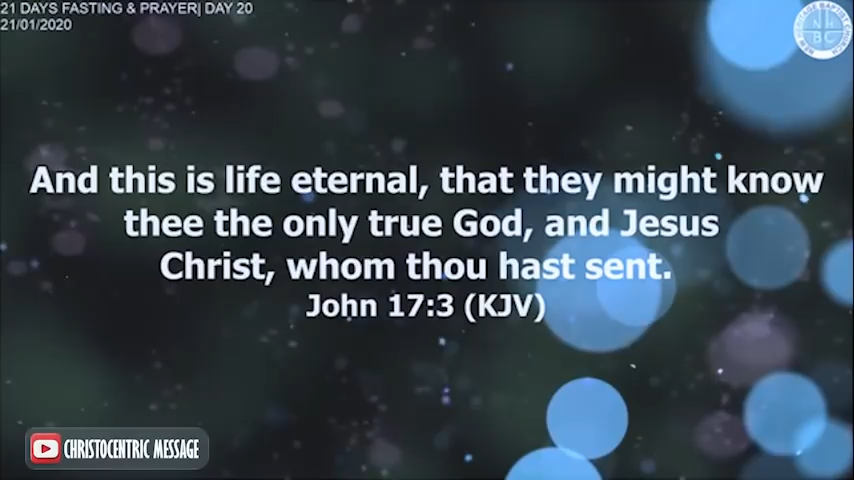 21 DAYS FASTING & PRAYER| DAY 20
21/01/2020
And this is life eternal, that they might know
thee the only true God, and Jesus
Christ, whom thou hast sent.
John 17:3 (KJV)
CHRISTOCENTRIC MESSAGE